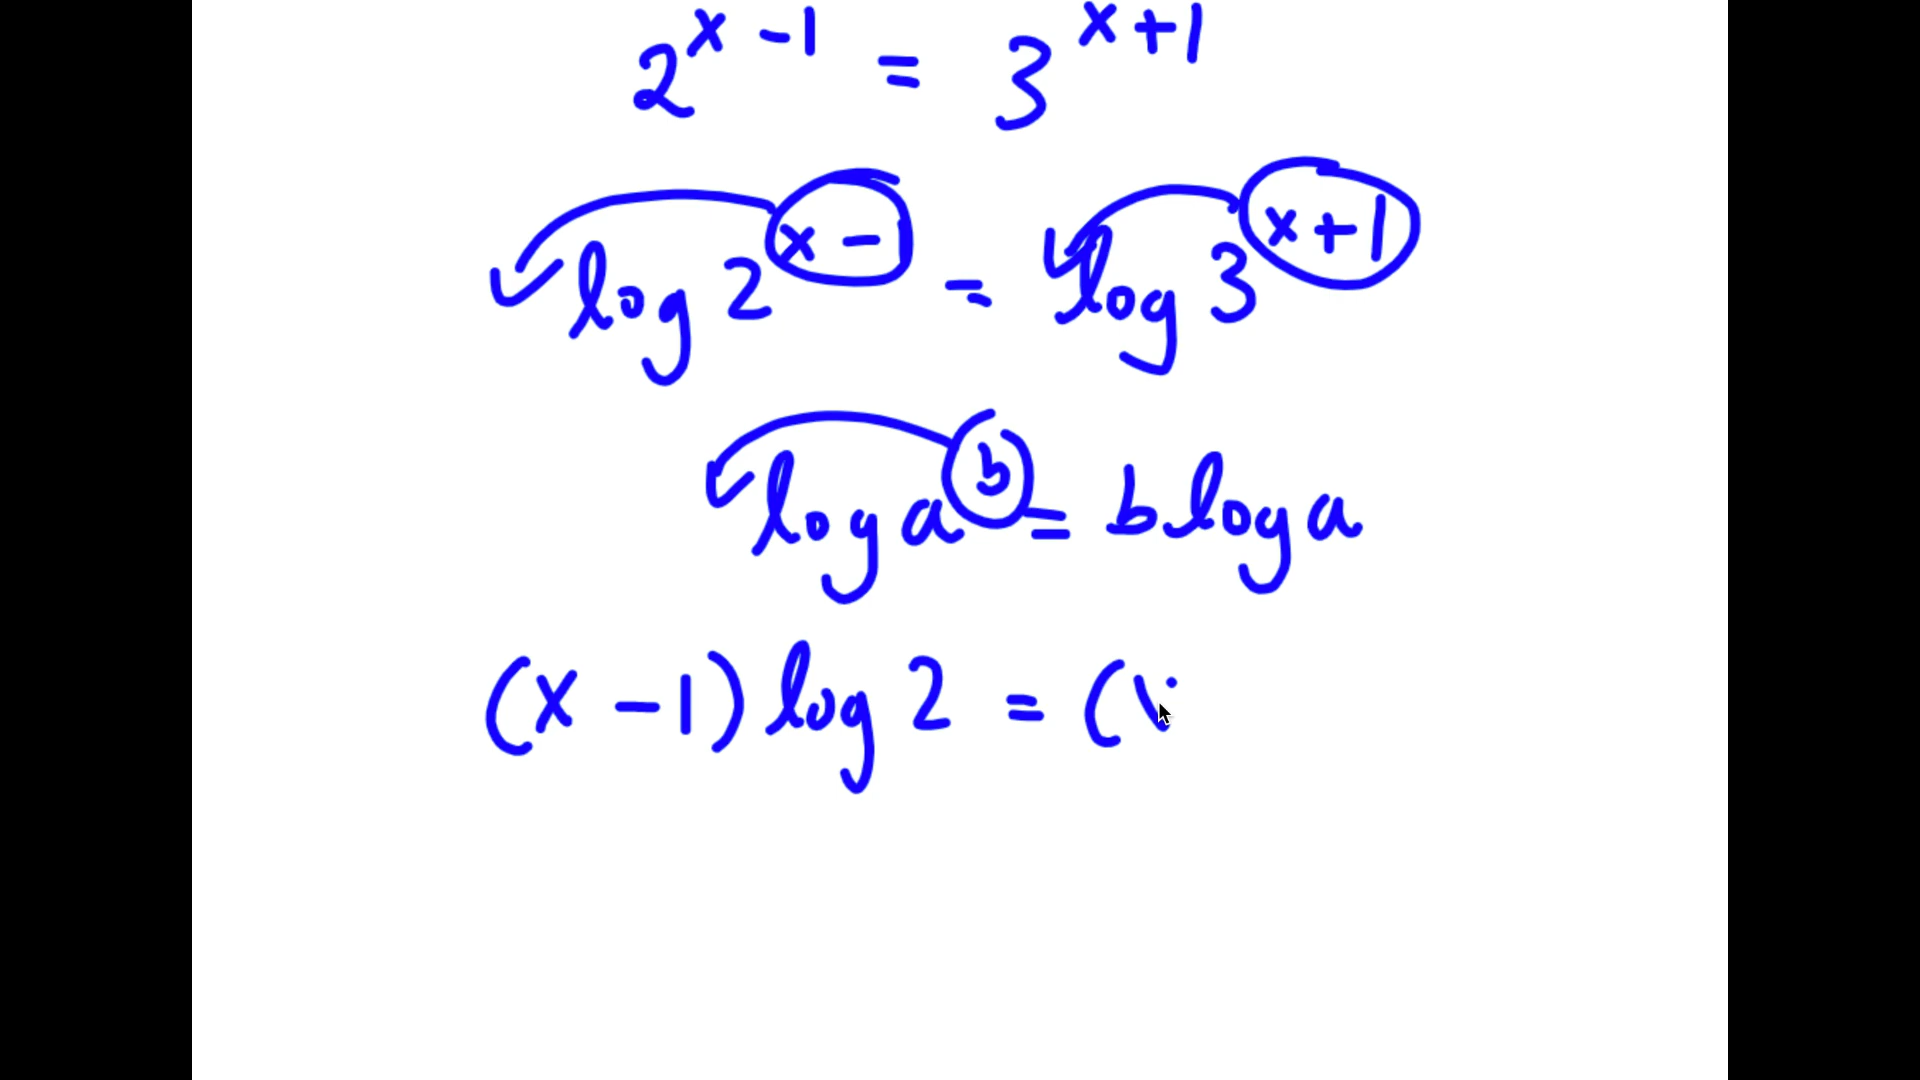 2^{x-1} = 3^{x+1}
log 2^{x-1} = log 3^{x+1}
log a^{b} = b log a
(x - 1) log 2 = (